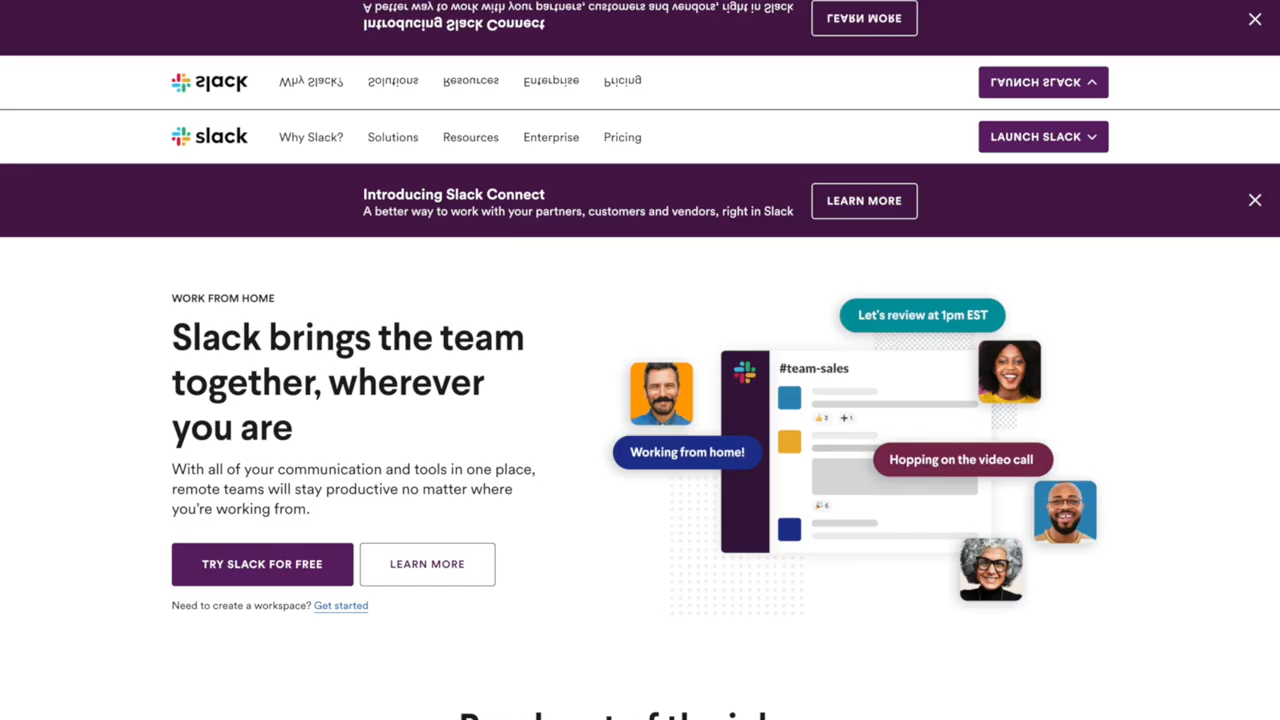 A better way to work with your partners, customers and vendors, right in Slack
Introducing Slack Connect
LEARN MORE
slack
Why Slack?
Solutions
Resources
Enterprise
Pricing
LAUNCH SLACK
slack
Why Slack?
Solutions
Resources
Enterprise
Pricing
LAUNCH SLACK
Introducing Slack Connect
A better way to work with your partners, customers and vendors, right in Slack
LEARN MORE
WORK FROM HOME
Slack brings the team
together, wherever
you are
With all of your communication and tools in one place,
remote teams will stay productive no matter where
you're working from.
TRY SLACK FOR FREE
LEARN MORE
Need to create a workspace? Get started
Let's review at 1pm EST
#team-sales
3
1
Working from home!
Hopping on the video call
5